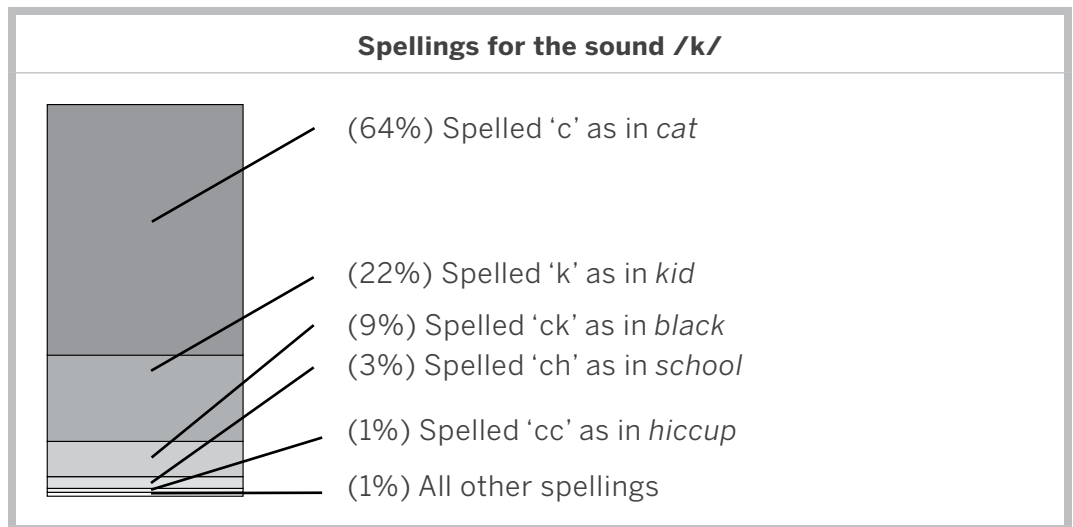 Spellings for the sound /k/
(64%) Spelled ‘c’ as in cat
(22%) Spelled ‘k’ as in kid
(9%) Spelled ‘ck’ as in black
(3%) Spelled ‘ch’ as in school
(1%) Spelled ‘cc’ as in hiccup
(1%) All other spellings